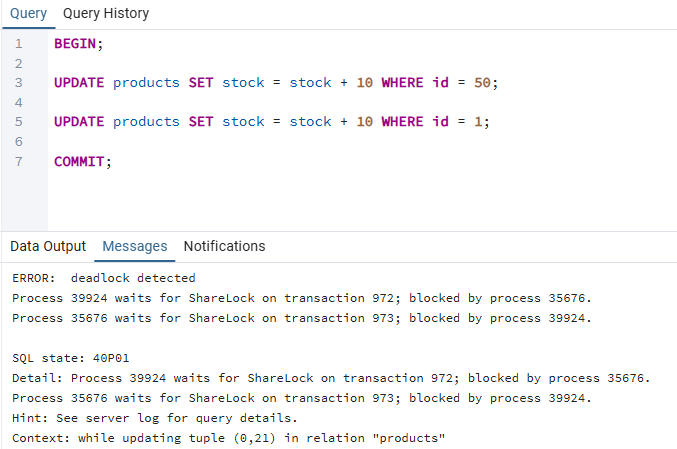 Query Query History
1 BEGIN;
2
3 UPDATE products SET stock = stock + 10 WHERE id = 50;
4
5 UPDATE products SET stock = stock + 10 WHERE id = 1;
6
7 COMMIT;
Data Output Messages Notifications
ERROR:  deadlock detected
Process 39924 waits for ShareLock on transaction 972; blocked by process 35676.
Process 35676 waits for ShareLock on transaction 973; blocked by process 39924.

SQL state: 40P01
Detail: Process 39924 waits for ShareLock on transaction 972; blocked by process 35676.
Process 35676 waits for ShareLock on transaction 973; blocked by process 39924.
Hint: See server log for query details.
Context: while updating tuple (0,21) in relation "products"